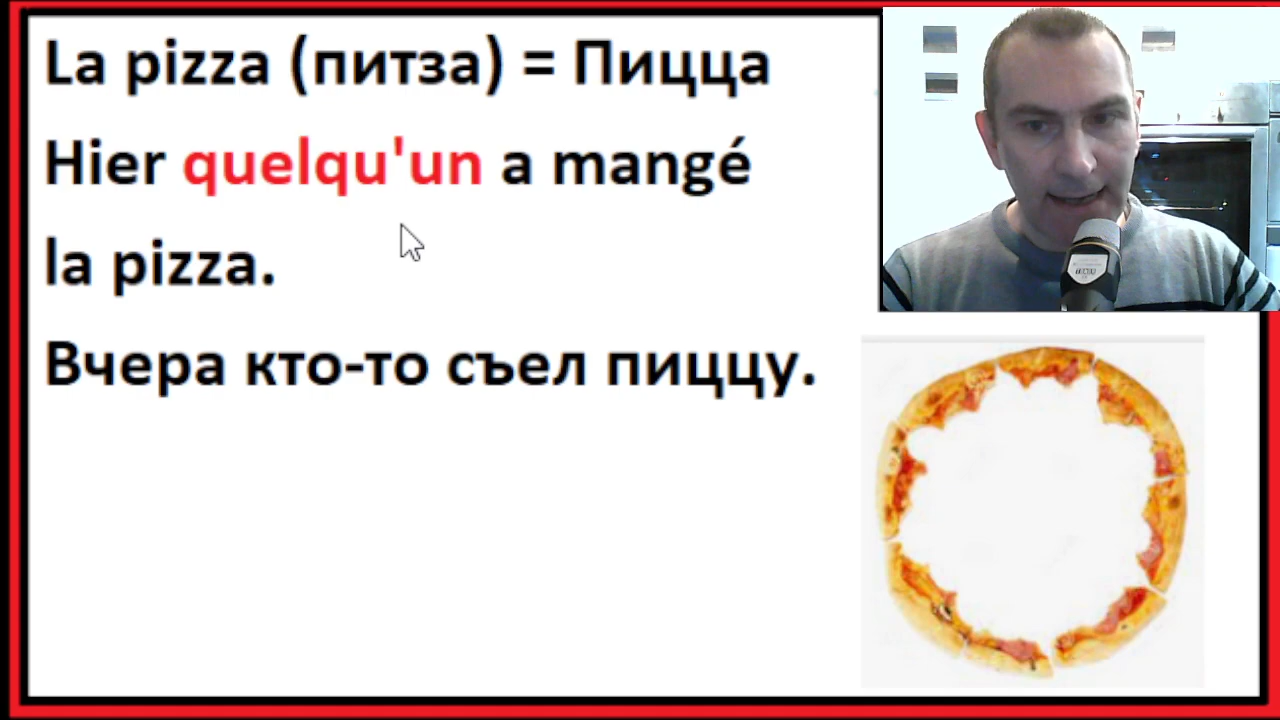 La pizza (питза) = Пицца
Hier quelqu'un a mangé
la pizza.
Вчера кто-то съел пиццу.